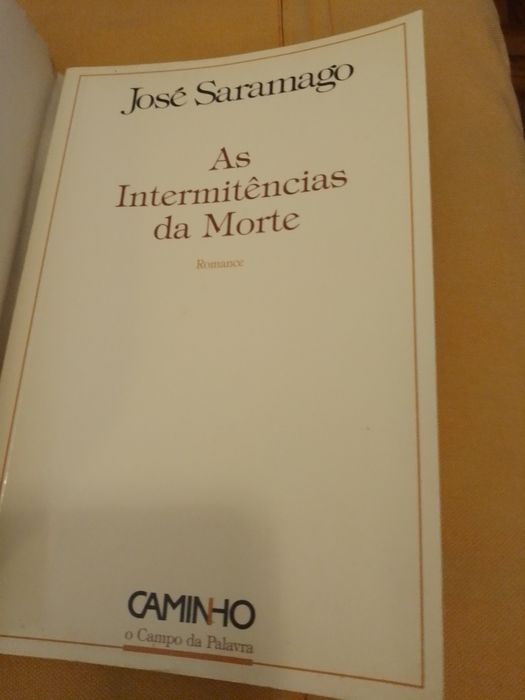 José Saramago
As
Intermitências
da Morte
Romance
CAMINHO
o Campo da Palavra